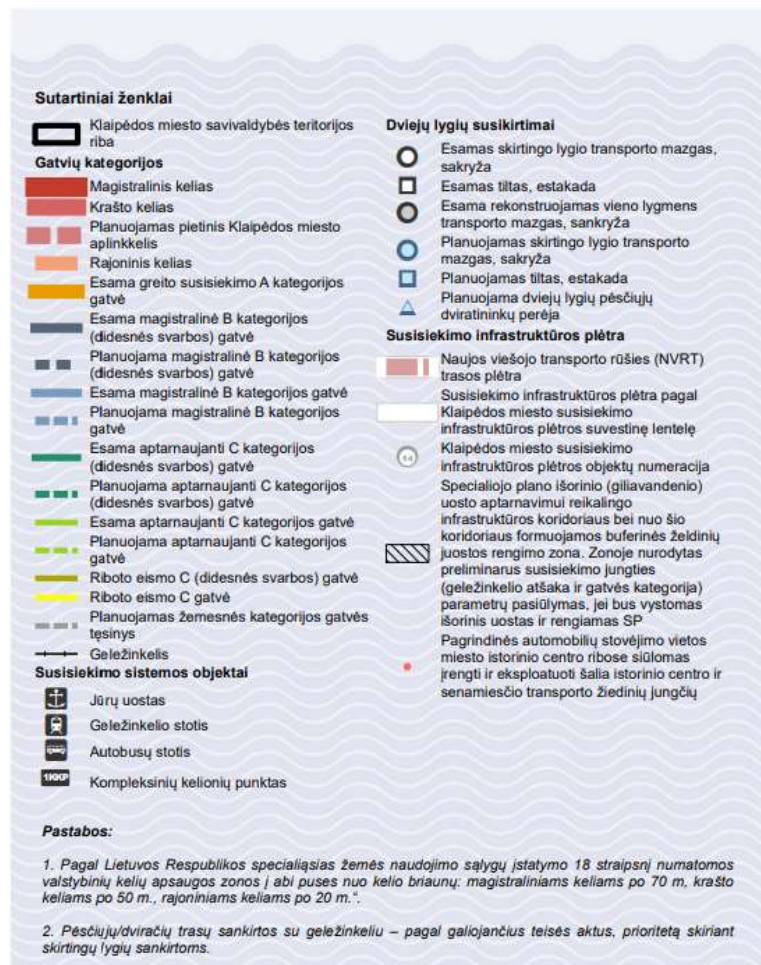 Sutartiniai ženklai
Klaipėdos miesto savivaldybės teritorijos
riba
Gatvių kategorijos
Magistralinis kelias
Krašto kelias
Planuojamas pietinis Klaipėdos miesto
aplinkkelis
Rajoninis kelias
Esama greito susisiekimo A kategorijos
gatvė
Esama magistralinė B kategorijos
(didesnės svarbos) gatvė
Planuojama magistralinė B kategorijos
(didesnės svarbos) gatvė
Esama magistralinė B kategorijos gatvė
Planuojama magistralinė B kategorijos
gatvė
Esama aptarnaujanti C kategorijos
(didesnės svarbos) gatvė
Planuojama aptarnaujanti C kategorijos
(didesnės svarbos) gatvė
Esama aptarnaujanti C kategorijos gatvė
Planuojama aptarnaujanti C kategorijos
gatvė
Riboto eismo C (didesnės svarbos) gatvė
Riboto eismo C gatvė
Planuojamas žemesnės kategorijos gatvės
tęsinys
Geležinkelis
Susisiekimo sistemos objektai
Jūrų uostas
Geležinkelio stotis
Autobusų stotis
1KKP Kompleksinių kelionių punktas
Dviejų lygių susikirtimai
Esamas skirtingo lygio transporto mazgas,
sakryža
Esamas tiltas, estakada
Esama rekonstruojamas vieno lygmens
transporto mazgas, sankryža
Planuojamas skirtingo lygio transporto
mazgas, sakryža
Planuojamas tiltas, estakada
Planuojama dviejų lygių pėsčiųjų
dviratininkų perėja
Susisiekimo infrastruktūros plėtra
Naujos viešojo transporto rūšies (NVRT)
trasos plėtra
Susisiekimo infrastruktūros plėtra pagal
Klaipėdos miesto susisiekimo
infrastruktūros plėtros suvestinę lentelę
Klaipėdos miesto susisiekimo
infrastruktūros plėtros objektų numeracija
Specialiojo plano išorinio (giliavandenio)
uosto aptarnavimui reikalingo
infrastruktūros koridoriaus bei nuo šio
koridoriaus formuojamos buferinės želdinių
juostos rengimo zona. Zonoje nurodytas
preliminarus susisiekimo jungties
(geležinkelio atšaka ir gatvės kategorija)
parametrų pasiūlymas, jei bus vystomas
išorinis uostas ir rengiamas SP
Pagrindinės automobilių stovėjimo vietos
miesto istorinio centro ribose siūlomas
įrengti ir eksploatuoti šalia istorinio centro ir
senamiesčio transporto žiedinių jungčių
Pastabos:
1. Pagal Lietuvos Respublikos specialiąsias žemės naudojimo sąlygų įstatymo 18 straipsnį numatomos
valstybinių kelių apsaugos zonos į abi puses nuo kelio briaunų: magistraliniams keliams po 70 m, krašto
keliams po 50 m., rajoniniams keliams po 20 m.“.
2. Pėsčiųjų/dviračių trasų sankirtos su geležinkeliu – pagal galiojančius teisės aktus, prioritetą skiriant
skirtingų lygių sankirtoms.